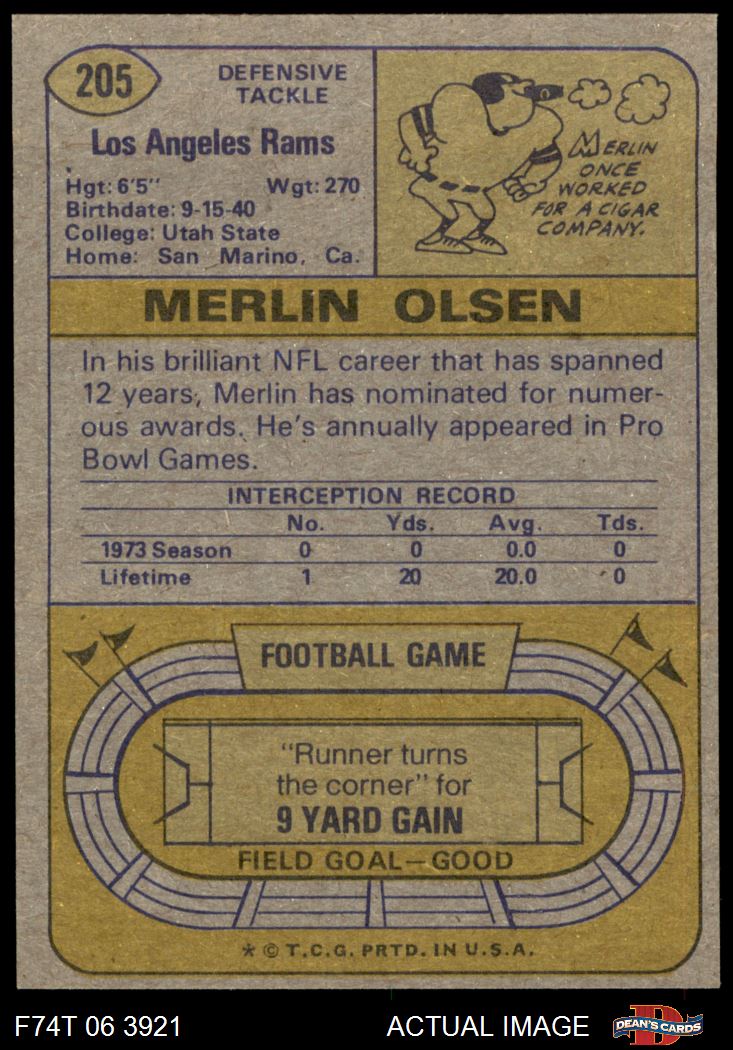 205
DEFENSIVE
TACKLE
Los Angeles Rams
Hgt: 6'5" Wgt: 270
Birthdate: 9-15-40
College: Utah State
Home: San Marino, Ca.
MERLIN
ONCE
WORKED
FOR A CIGAR
COMPANY.
MERLIN OLSEN
In his brilliant NFL career that has spanned
12 years, Merlin has nominated for numer-
ous awards. He's annually appeared in Pro
Bowl Games.
INTERCEPTION RECORD
No. Yds. Avg. Tds.
1973 Season 0 0 0.0 0
Lifetime 1 20 20.0 0
FOOTBALL GAME
"Runner turns
the corner" for
9 YARD GAIN
FIELD GOAL—GOOD
* © T.C.G. PRTD. IN U.S.A.
F74T 06 3921 ACTUAL IMAGE D DEAN'S CARDS